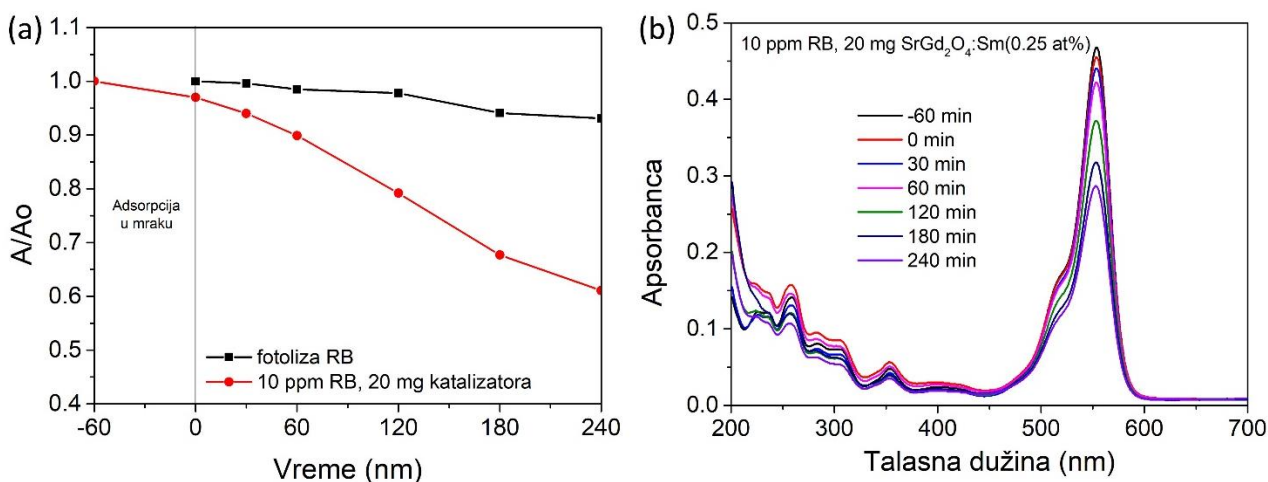 (a)
1.1
1.0
0.9
0.8
0.7
0.6
0.5
0.4
A/Ao
Adsorpcija
u mraku
fotoliza RB
10 ppm RB, 20 mg katalizatora
-60 0 60 120 180 240
Vreme (nm)
(b)
0.5
0.4
0.3
0.2
0.1
0.0
Apsorbanca
10 ppm RB, 20 mg SrGd₂O₄:Sm(0.25 at%)
-60 min
0 min
30 min
60 min
120 min
180 min
240 min
200 300 400 500 600 700
Talasna dužina (nm)